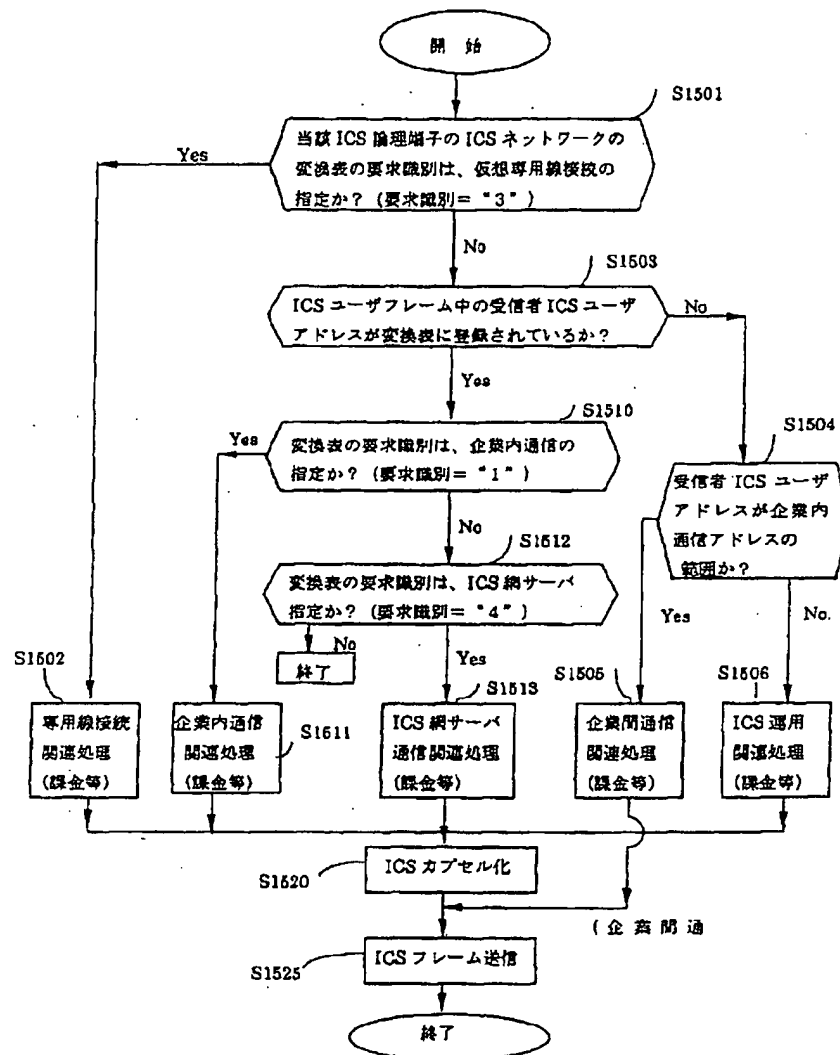 開始
S1501
当該ICS論理端子のICSネットワークの
変換表の要求識別は、仮想専用線接続の
指定か？(要求識別＝"3")
Yes
No
S1503
ICSユーザフレーム中の受信者ICSユーザ
アドレスが変換表に登録されているか？
No
Yes
S1510
変換表の要求識別は、企業内通信の
指定か？(要求識別＝"1")
Yes
No
S1504
受信者ICSユーザ
アドレスが企業内
通信アドレスの
範囲か？
Yes
No.
S1512
変換表の要求識別は、ICS網サーバ
指定か？(要求識別＝"4")
No
終了
Yes
S1502
専用線接続
関連処理
(課金等)
企業内通信
関連処理
(課金等)
S1511
S1513
ICS網サーバ
通信関連処理
(課金等)
S1505
企業間通信
関連処理
(課金等)
S1506
ICS運用
関連処理
(課金等)
S1520
ICSカプセル化
(企業間通
S1525
ICSフレーム送信
終了